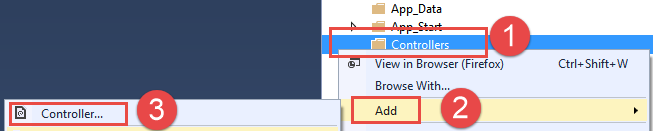 App_Data
App_Start
Controllers
1
View in Browser (Firefox) Ctrl+Shift+W
Browse With...
Add
2
Controller...
3